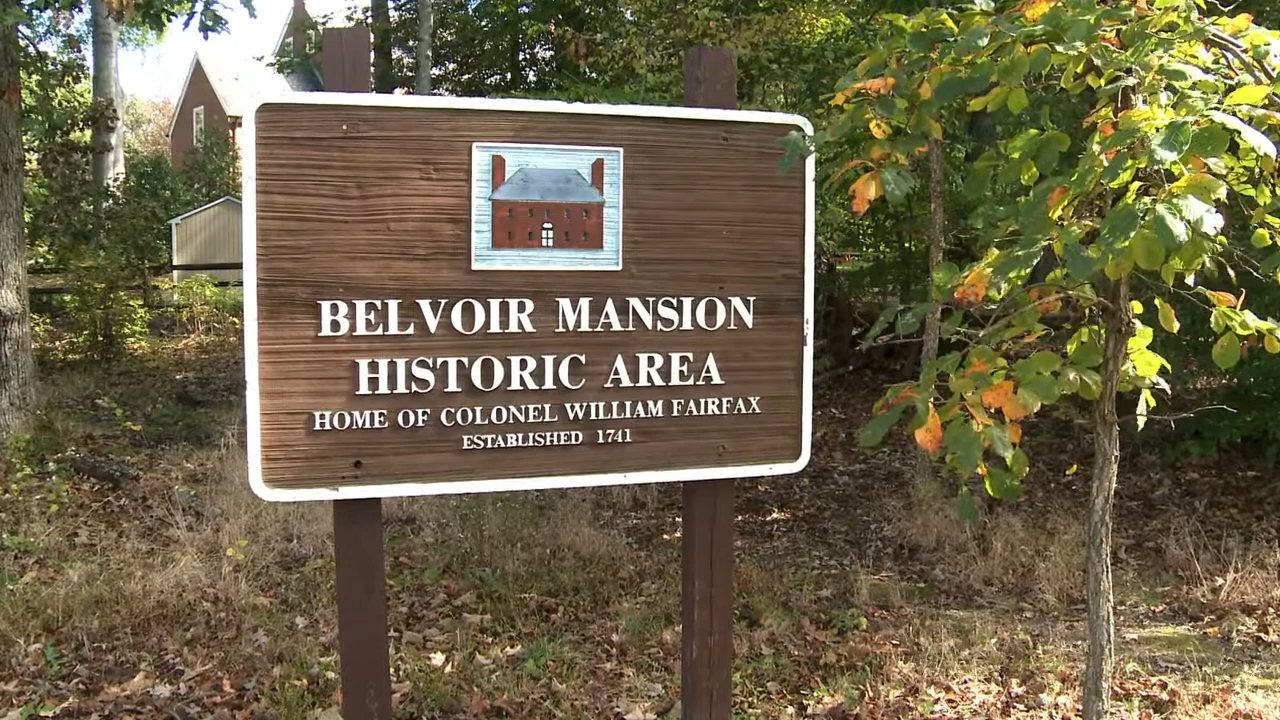 BELVOIR MANSION
HISTORIC AREA
HOME OF COLONEL WILLIAM FAIRFAX
ESTABLISHED 1741